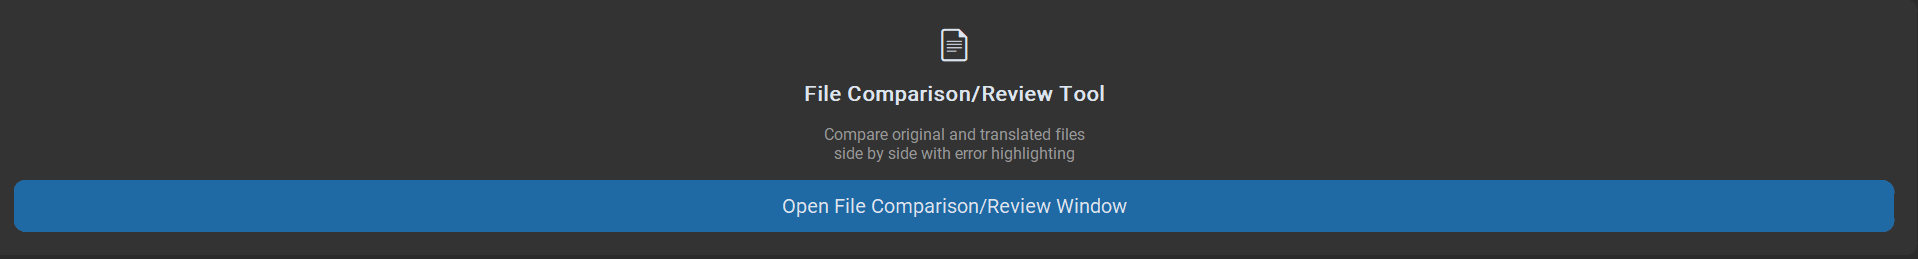 File Comparison/Review Tool
Compare original and translated files
side by side with error highlighting
Open File Comparison/Review Window